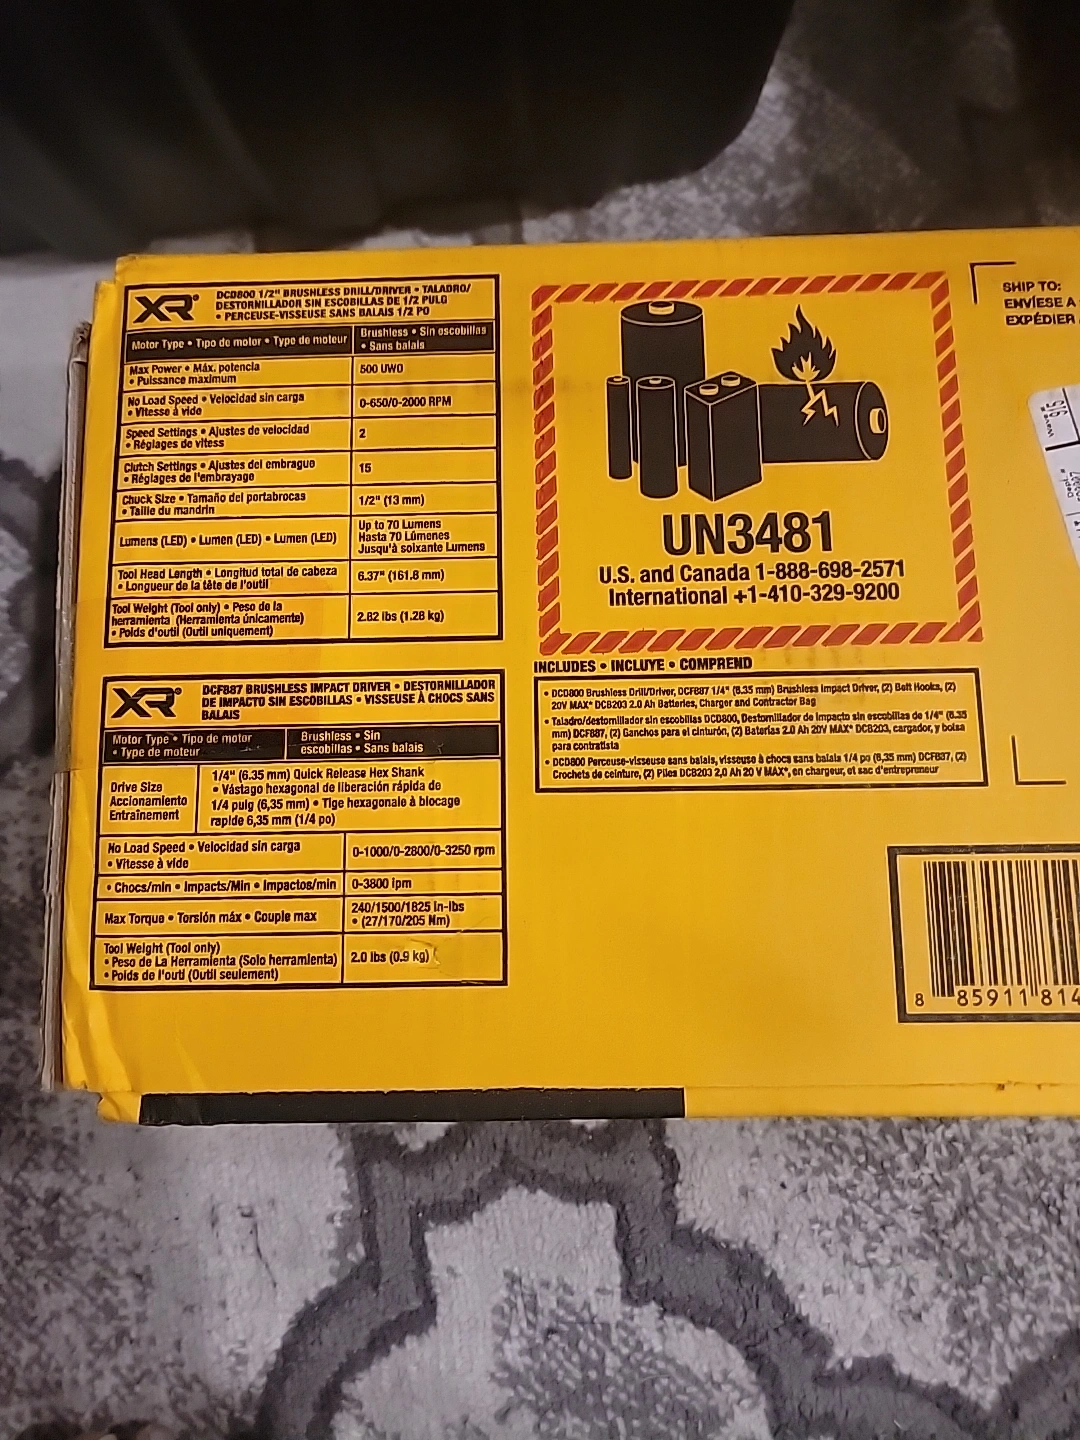 XR®
DCD800 1/2" BRUSHLESS DRILL/DRIVER • TALADRO/
DESTORNILLADOR SIN ESCOBILLAS DE 1/2 PULG
• PERCEUSE-VISSEUSE SANS BALAIS 1/2 PO
Motor Type • Tipo de motor • Type de moteur
Brushless • Sin escobillas
• Sans balais
Max Power • Máx. potencia
• Puissance maximum
500 UWO
No Load Speed • Velocidad sin carga
• Vitesse à vide
0-650/0-2000 RPM
Speed Settings • Ajustes de velocidad
• Réglages de vitess
2
Clutch Settings • Ajustes del embrague
• Réglages de l'embrayage
15
Chuck Size • Tamaño del portabrocas
• Taille du mandrin
1/2" (13 mm)
Lumens (LED) • Lumen (LED) • Lumen (LED)
Up to 70 Lumens
Hasta 70 Lúmenes
Jusqu'à soixante Lumens
Tool Head Length • Longitud total de cabeza
• Longueur de la tête de l'outil
6.37" (161.8 mm)
Tool Weight (Tool only) • Peso de la
herramienta (Herramienta únicamente)
• Poids d'outil (Outil uniquement)
2.82 lbs (1.28 kg)
XR®
DCF887 BRUSHLESS IMPACT DRIVER • DESTORNILLADOR
DE IMPACTO SIN ESCOBILLAS • VISSEUSE À CHOCS SANS
BALAIS
Motor Type • Tipo de motor
• Type de moteur
Brushless • Sin
escobillas • Sans balais
Drive Size
Accionamiento
Entraînement
1/4" (6.35 mm) Quick Release Hex Shank
• Vástago hexagonal de liberación rápida de
1/4 pulg (6,35 mm) • Tige hexagonale à blocage
rapide 6,35 mm (1/4 po)
No Load Speed • Velocidad sin carga
• Vitesse à vide
0-1000/0-2800/0-3250 rpm
• Chocs/min • Impacts/Min • Impactos/min
0-3800 ipm
Max Torque • Torsión máx • Couple max
240/1500/1825 in-lbs
• (27/170/205 Nm)
Tool Weight (Tool only)
• Peso de La Herramienta (Solo herramienta)
• Poids de l'outi (Outil seulement)
2.0 lbs (0.9 kg)
UN3481
U.S. and Canada 1-888-698-2571
International +1-410-329-9200
INCLUDES • INCLUYE • COMPREND
• DCD800 Brushless Drill/Driver, DCF887 1/4" (6.35 mm) Brushless Impact Driver, (2) Belt Hooks, (2)
20V MAX* DCB203 2.0 Ah Batteries, Charger and Contractor Bag
• Taladro/destornillador sin escobillas DCD800, Destornillador de impacto sin escobillas de 1/4" (6.35
mm) DCF887, (2) Ganchos para el cinturón, (2) Baterías 2.0 Ah 20V MAX* DCB203, cargador, y bolsa
para contratista
• DCD800 Perceuse-visseuse sans balais, visseuse à chocs sans balais 1/4 po (6,35 mm) DCF887, (2)
Crochets de ceinture, (2) Piles DCB203 2,0 Ah 20 V MAX*, en chargeur, et sac d'entrepreneur
SHIP TO:
ENVÍESE A
EXPÉDIER
8 85911 814